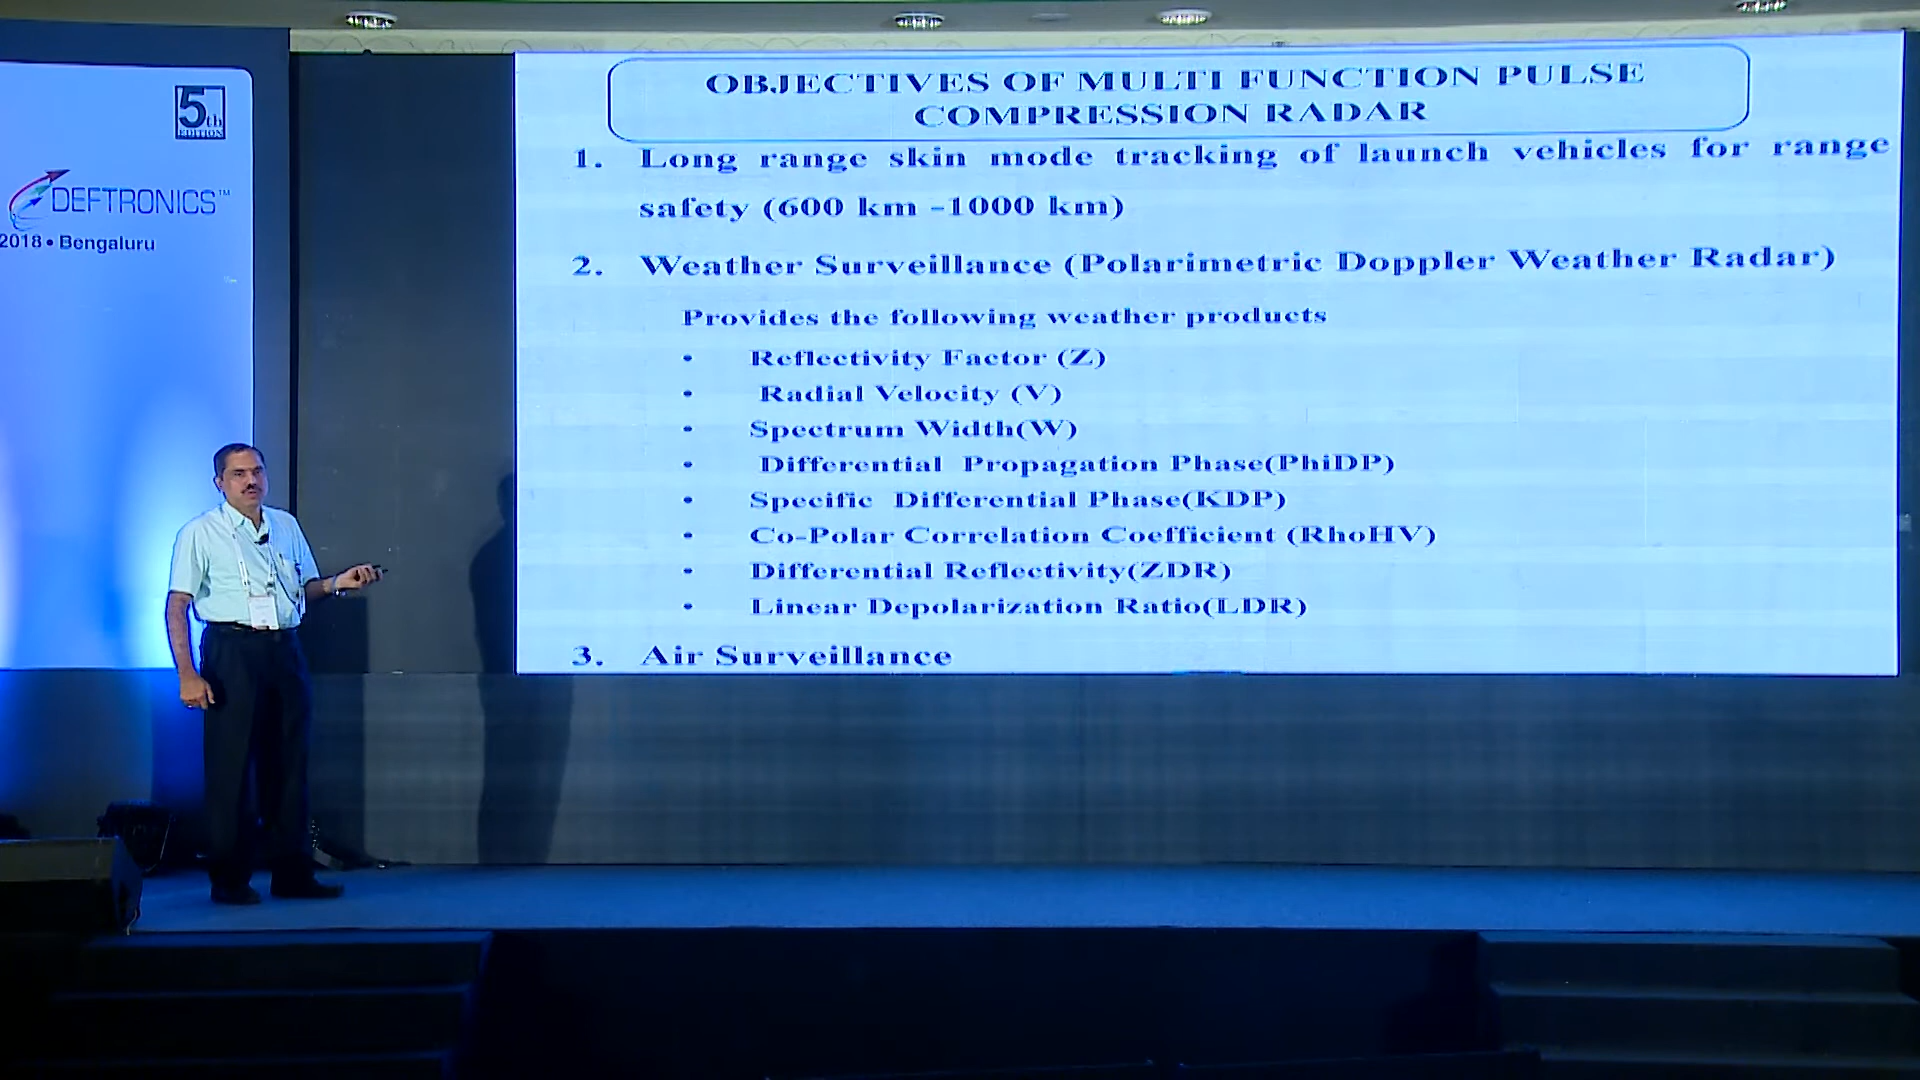 5th
EDITION
DEFTRONICS™
2018 • Bengaluru
OBJECTIVES OF MULTI FUNCTION PULSE
COMPRESSION RADAR
1. Long range skin mode tracking of launch vehicles for range
safety (600 km -1000 km)
2. Weather Surveillance (Polarimetric Doppler Weather Radar)
Provides the following weather products
• Reflectivity Factor (Z)
• Radial Velocity (V)
• Spectrum Width(W)
• Differential Propagation Phase(PhiDP)
• Specific Differential Phase(KDP)
• Co-Polar Correlation Coefficient (RhoHV)
• Differential Reflectivity(ZDR)
• Linear Depolarization Ratio(LDR)
3. Air Surveillance